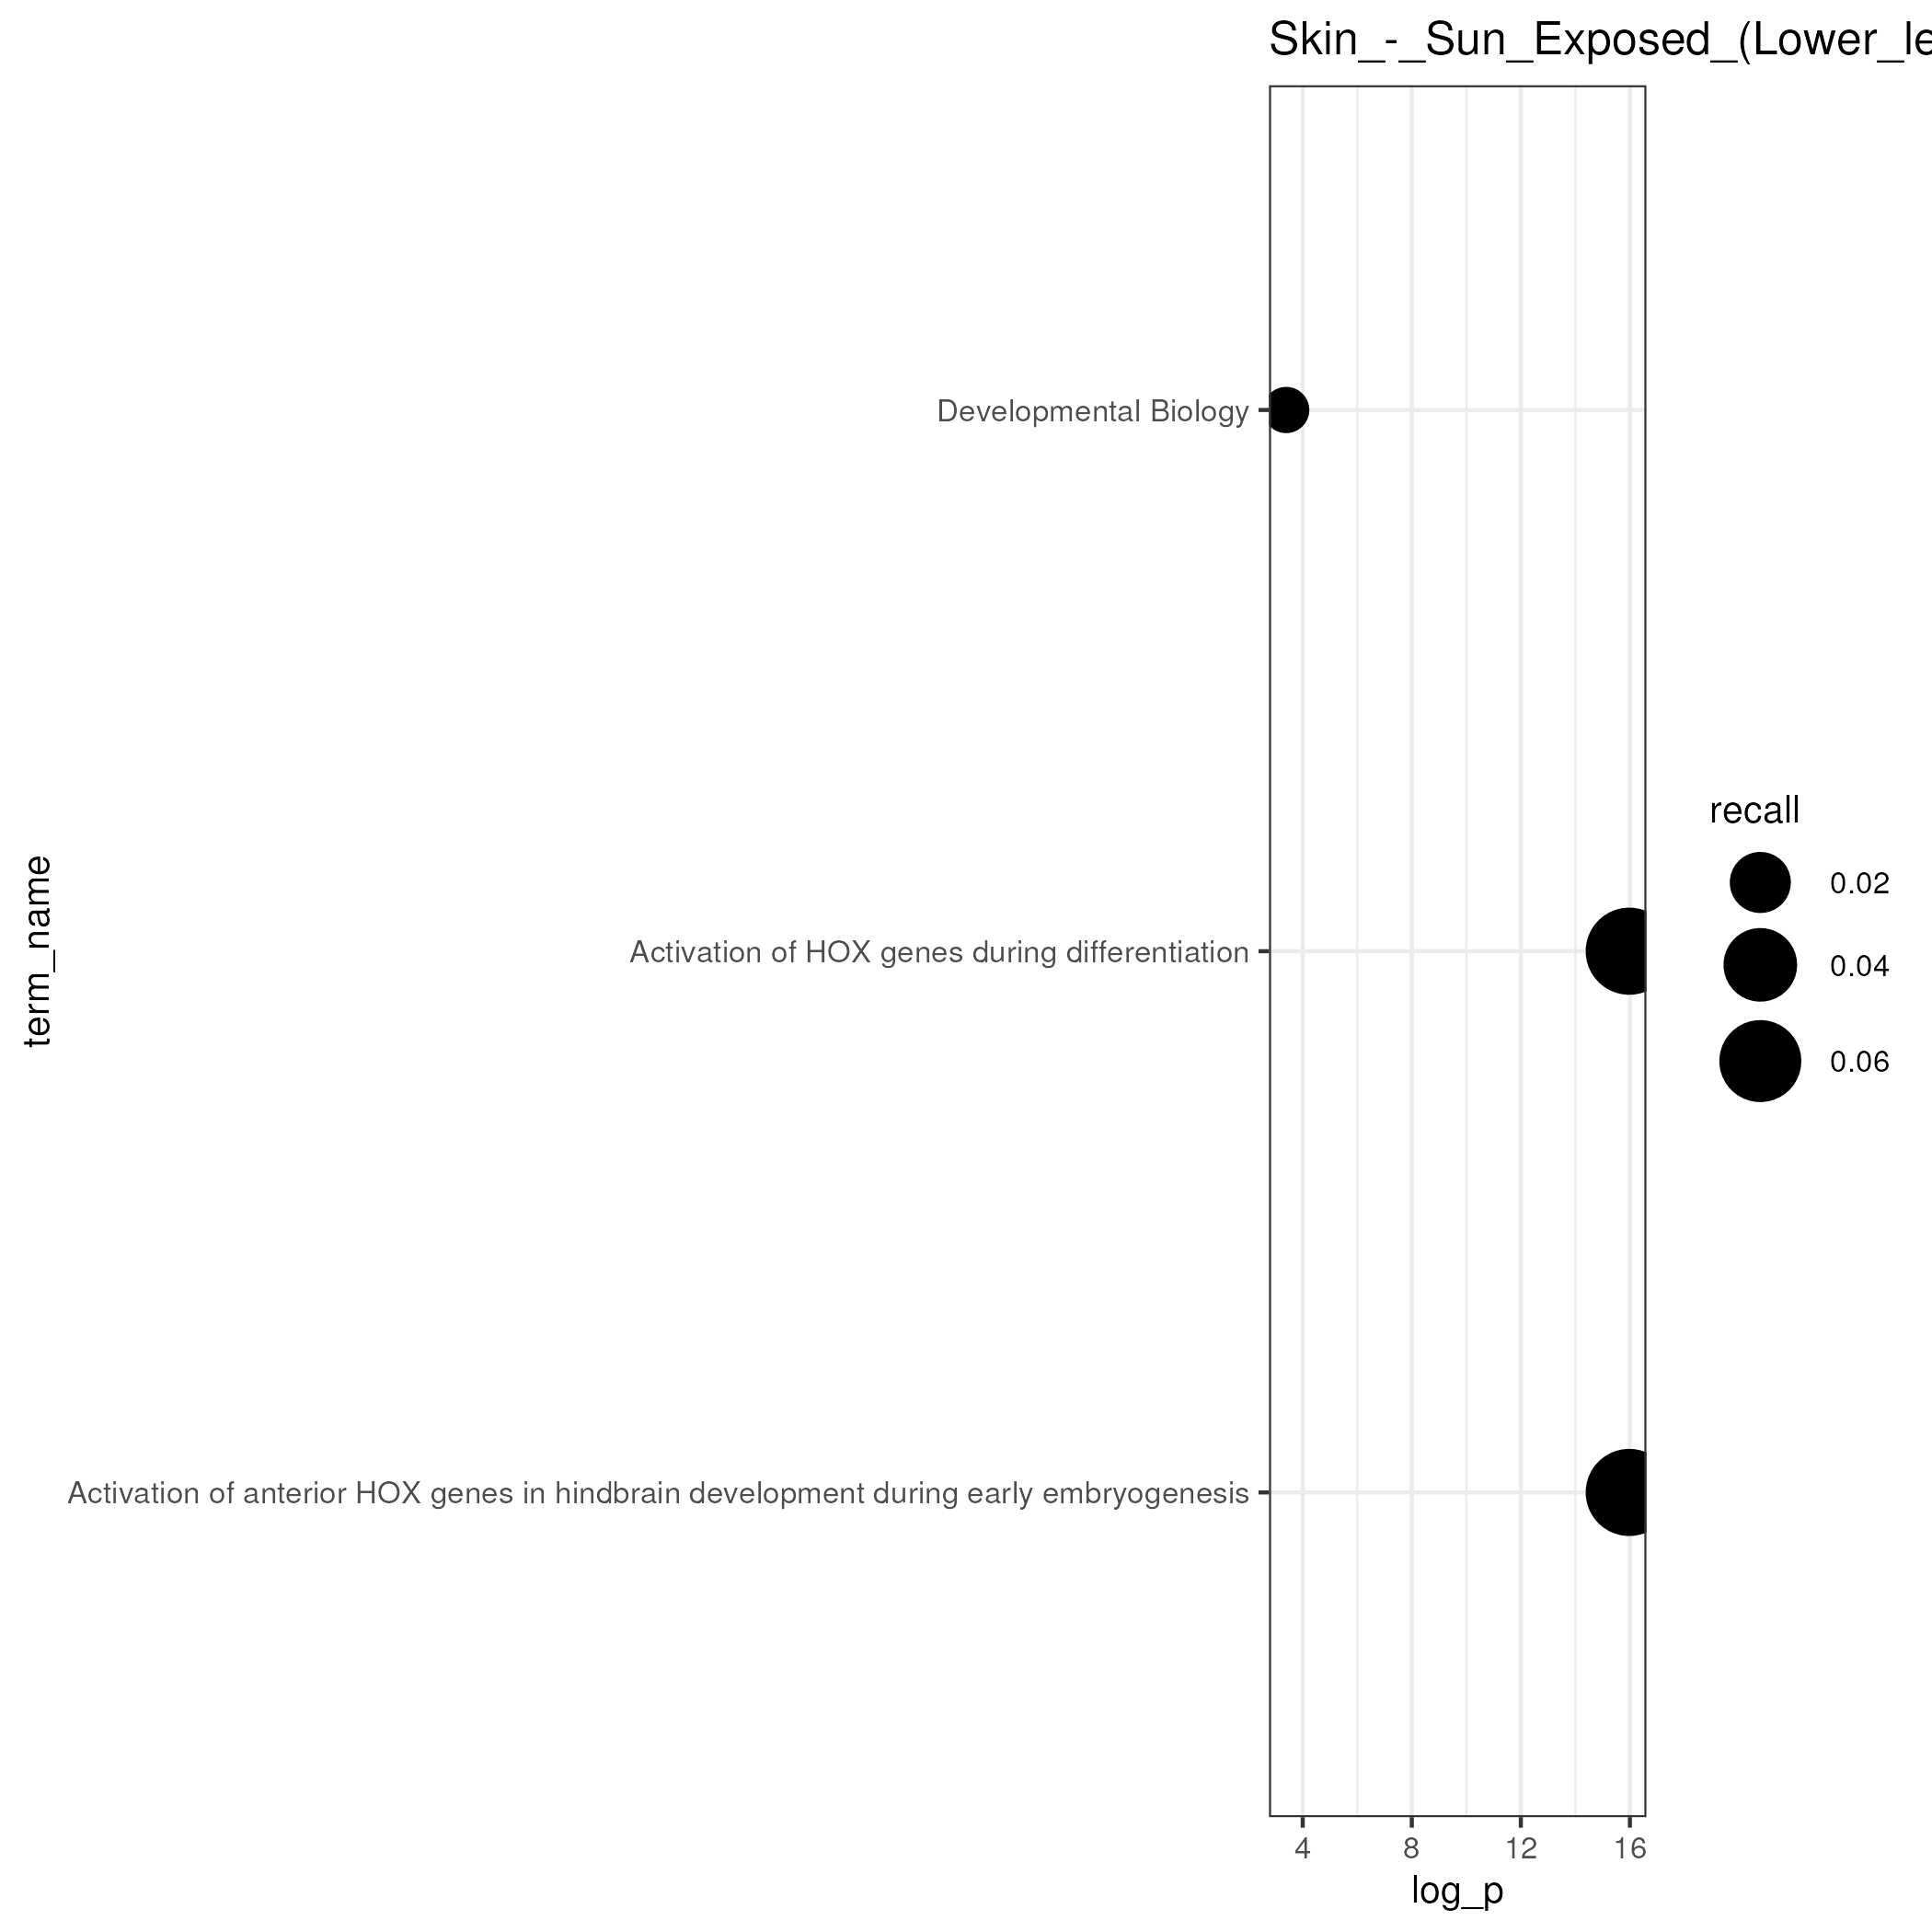 Skin_-_Sun_Exposed_(Lower_le
Developmental Biology
Activation of HOX genes during differentiation
Activation of anterior HOX genes in hindbrain development during early embryogenesis
term_name
4 8 12 16
log_p
recall
0.02
0.04
0.06